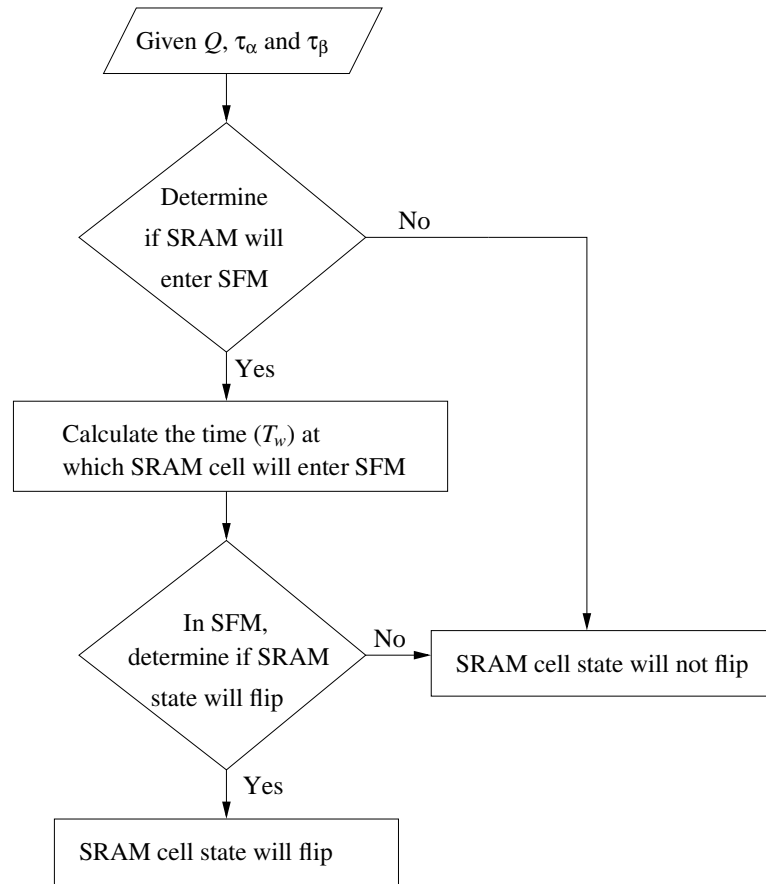 Given Q, τα and τβ
Determine
if SRAM will
enter SFM
No
Yes
Calculate the time (Tw) at
which SRAM cell will enter SFM
In SFM,
determine if SRAM
state will flip
No
SRAM cell state will not flip
Yes
SRAM cell state will flip